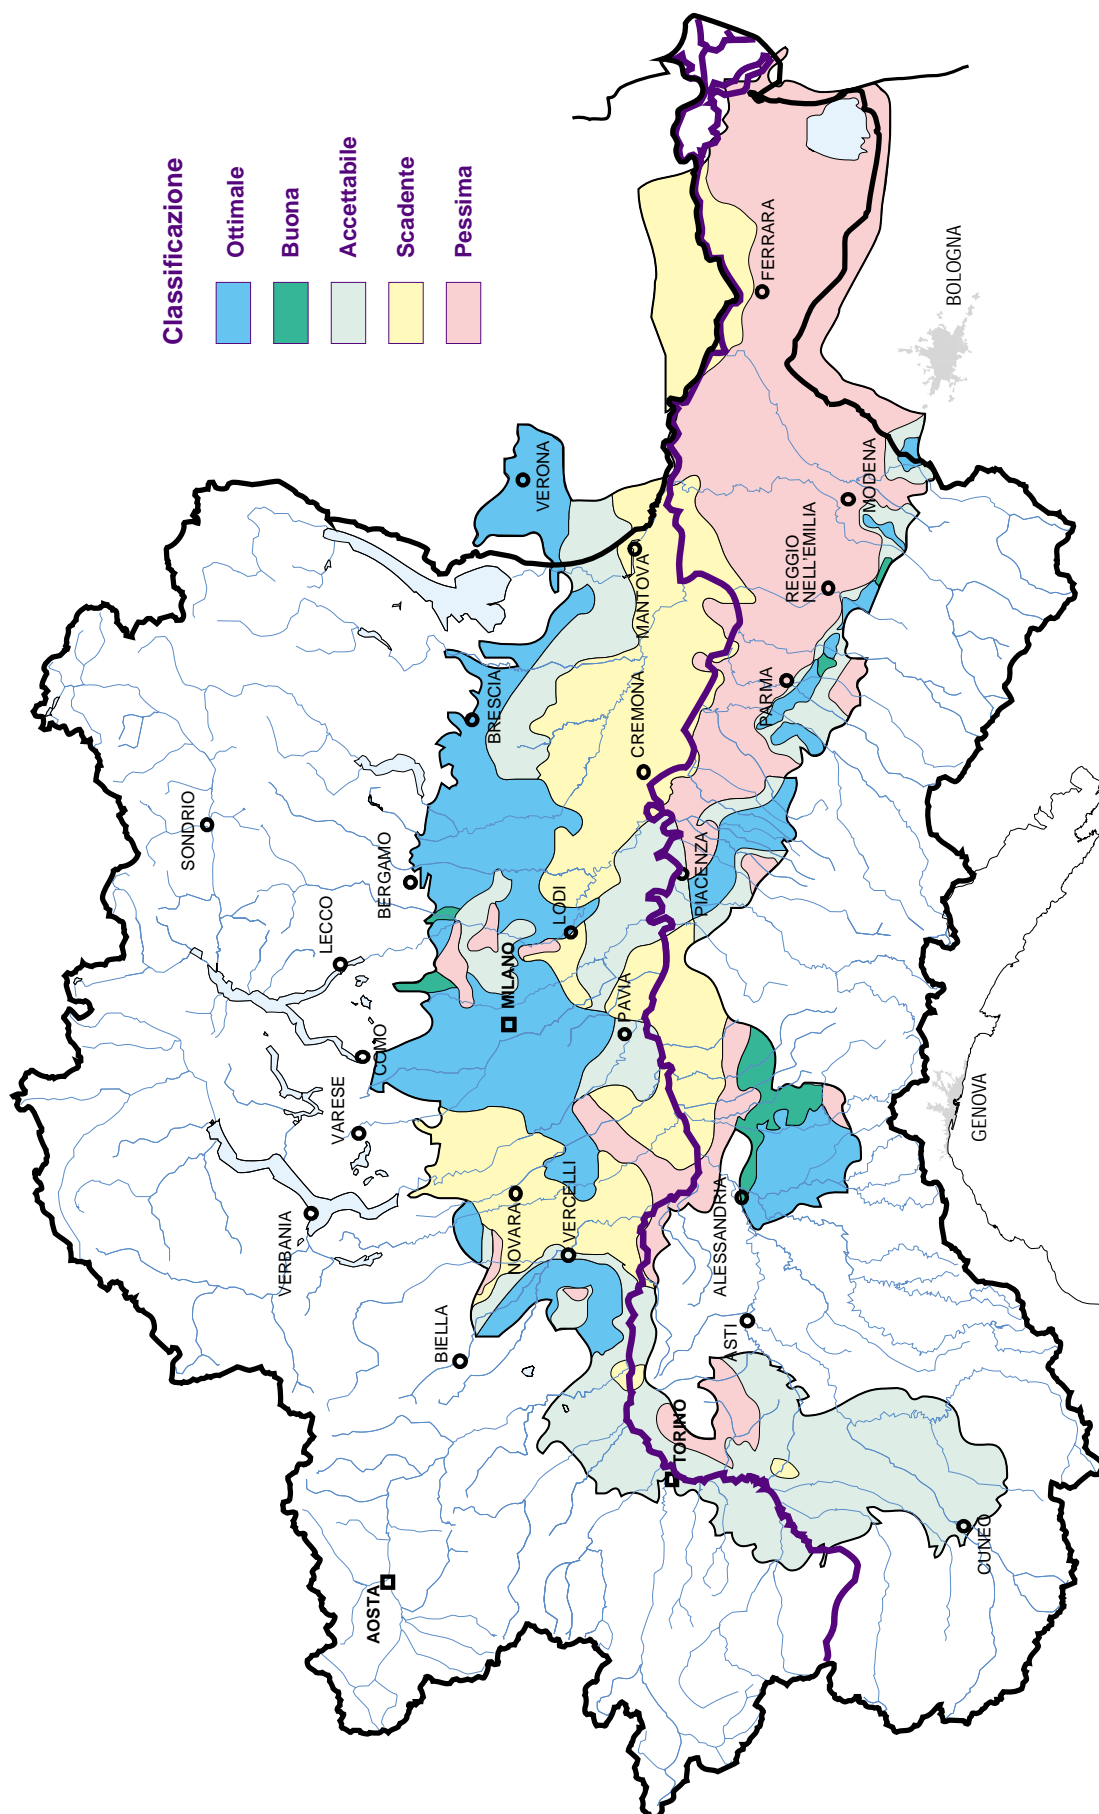 Classificazione
Ottimale
Buona
Accettabile
Scadente
Pessima
SONDRIO
LECCO
BERGAMO
COMO
VARESE
VERBANIA
BIELLA
AOSTA
VERONA
BRESCIA
MILANO
LODI
NOVARA
VERCELLI
PAVIA
CREMONA
MANTOVA
PIACENZA
TORINO
ALESSANDRIA
ASTI
CUNEO
PARMA
REGGIO
NELL'EMILIA
MODENA
FERRARA
BOLOGNA
GENOVA